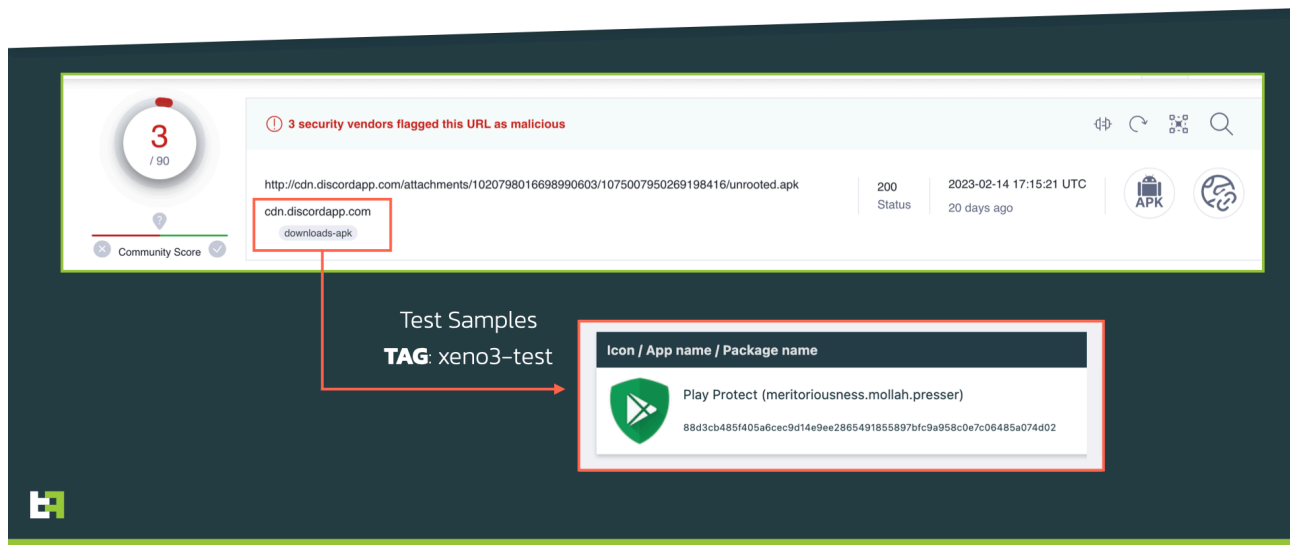 3
/ 90
Community Score
3 security vendors flagged this URL as malicious
http://cdn.discordapp.com/attachments/1020798016698990603/1075007950269198416/unrooted.apk
cdn.discordapp.com
downloads-apk
200
Status
2023-02-14 17:15:21 UTC
20 days ago
APK
Test Samples
TAG: xeno3-test
Icon / App name / Package name
Play Protect (meritoriousness.mollah.presser)
88d3cb485f405a6cec9d14e9ee2865491855897bfc9a958c0e7c06485a074d02